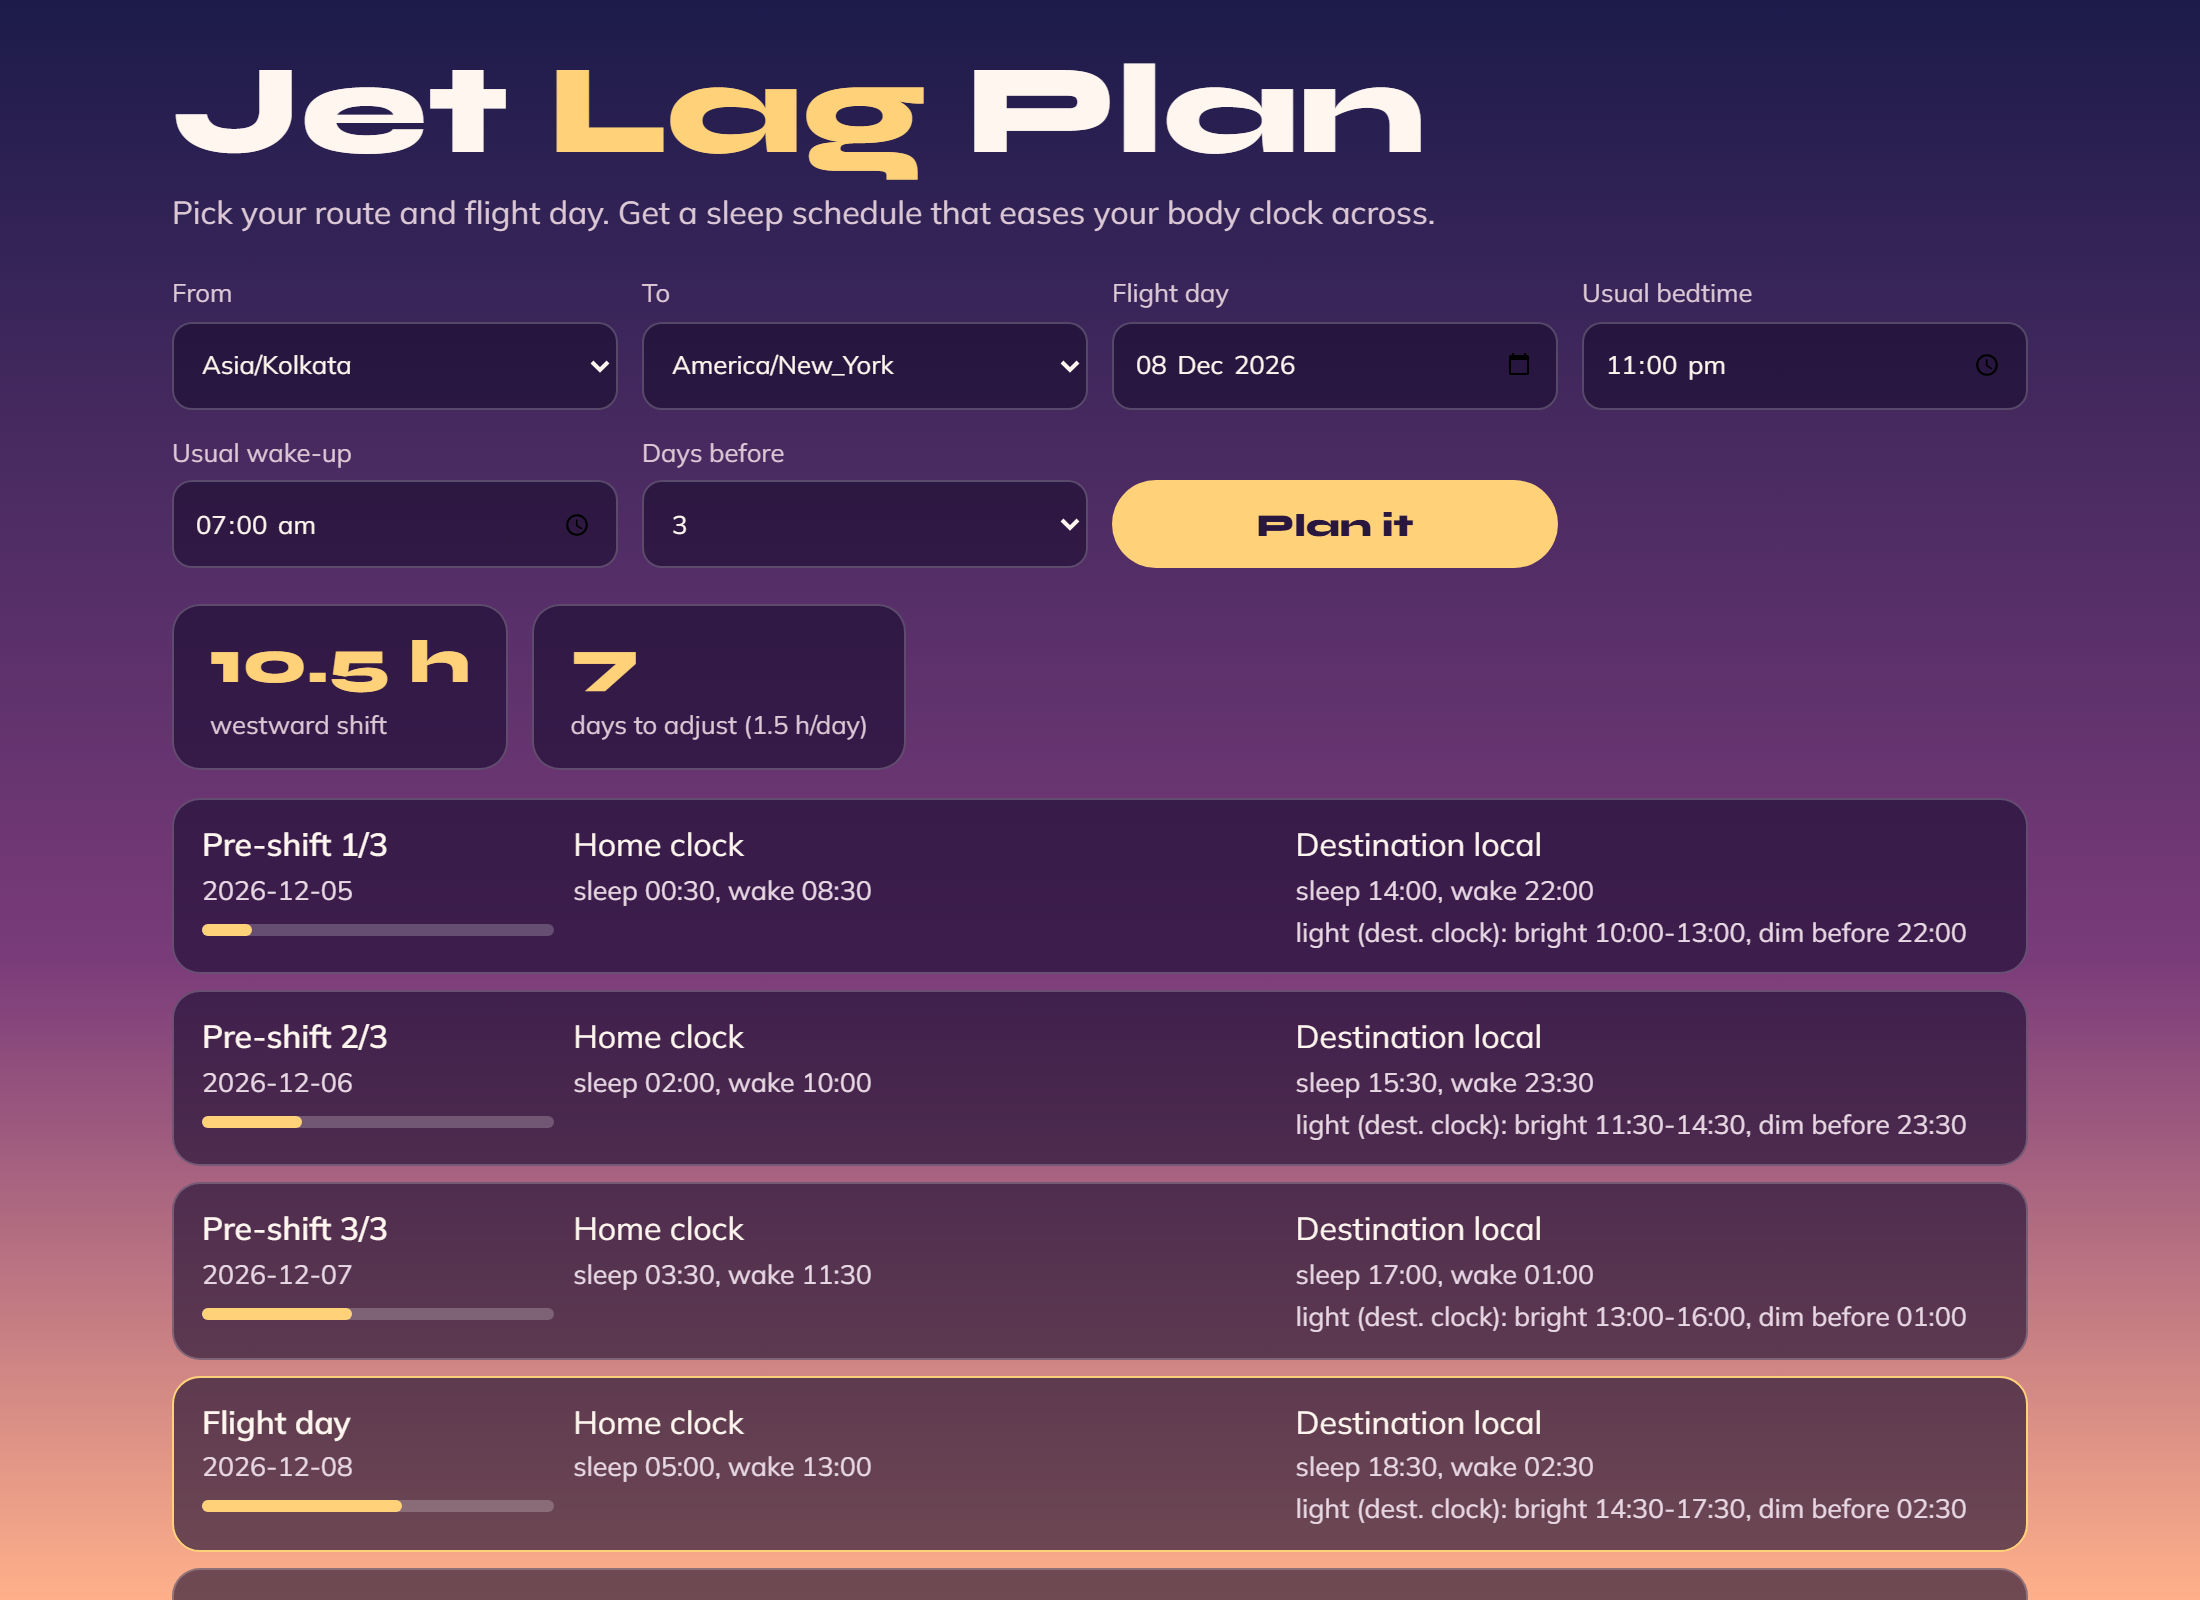 Jet Lag Plan
Pick your route and flight day. Get a sleep schedule that eases your body clock across.
From
To
Flight day
Usual bedtime
Asia/Kolkata
America/New_York
08 Dec 2026
11:00 pm
Usual wake-up
Days before
07:00 am
3
Plan it
10.5 h
westward shift
7
days to adjust (1.5 h/day)
Pre-shift 1/3
2026-12-05
Home clock
sleep 00:30, wake 08:30
Destination local
sleep 14:00, wake 22:00
light (dest. clock): bright 10:00-13:00, dim before 22:00
Pre-shift 2/3
2026-12-06
Home clock
sleep 02:00, wake 10:00
Destination local
sleep 15:30, wake 23:30
light (dest. clock): bright 11:30-14:30, dim before 23:30
Pre-shift 3/3
2026-12-07
Home clock
sleep 03:30, wake 11:30
Destination local
sleep 17:00, wake 01:00
light (dest. clock): bright 13:00-16:00, dim before 01:00
Flight day
2026-12-08
Home clock
sleep 05:00, wake 13:00
Destination local
sleep 18:30, wake 02:30
light (dest. clock): bright 14:30-17:30, dim before 02:30